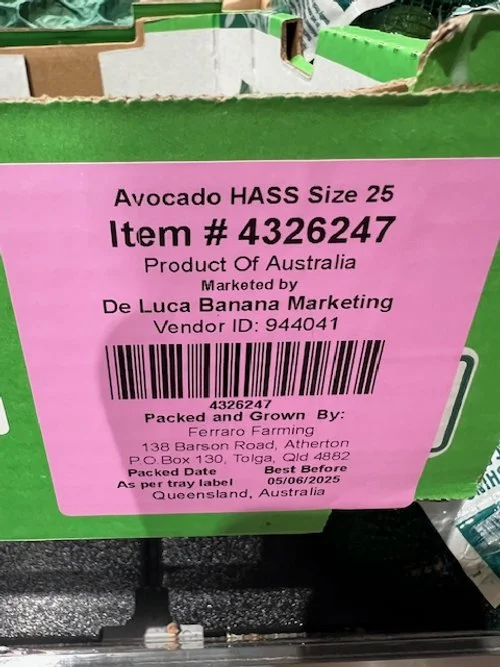 Avocado HASS Size 25
Item # 4326247
Product Of Australia
Marketed by
De Luca Banana Marketing
Vendor ID: 944041
4326247
Packed and Grown By:
Ferraro Farming
138 Barson Road, Atherton
P.O.Box 130, Tolga, Qld 4882
Packed Date Best Before
As per tray label 05/06/2025
Queensland, Australia